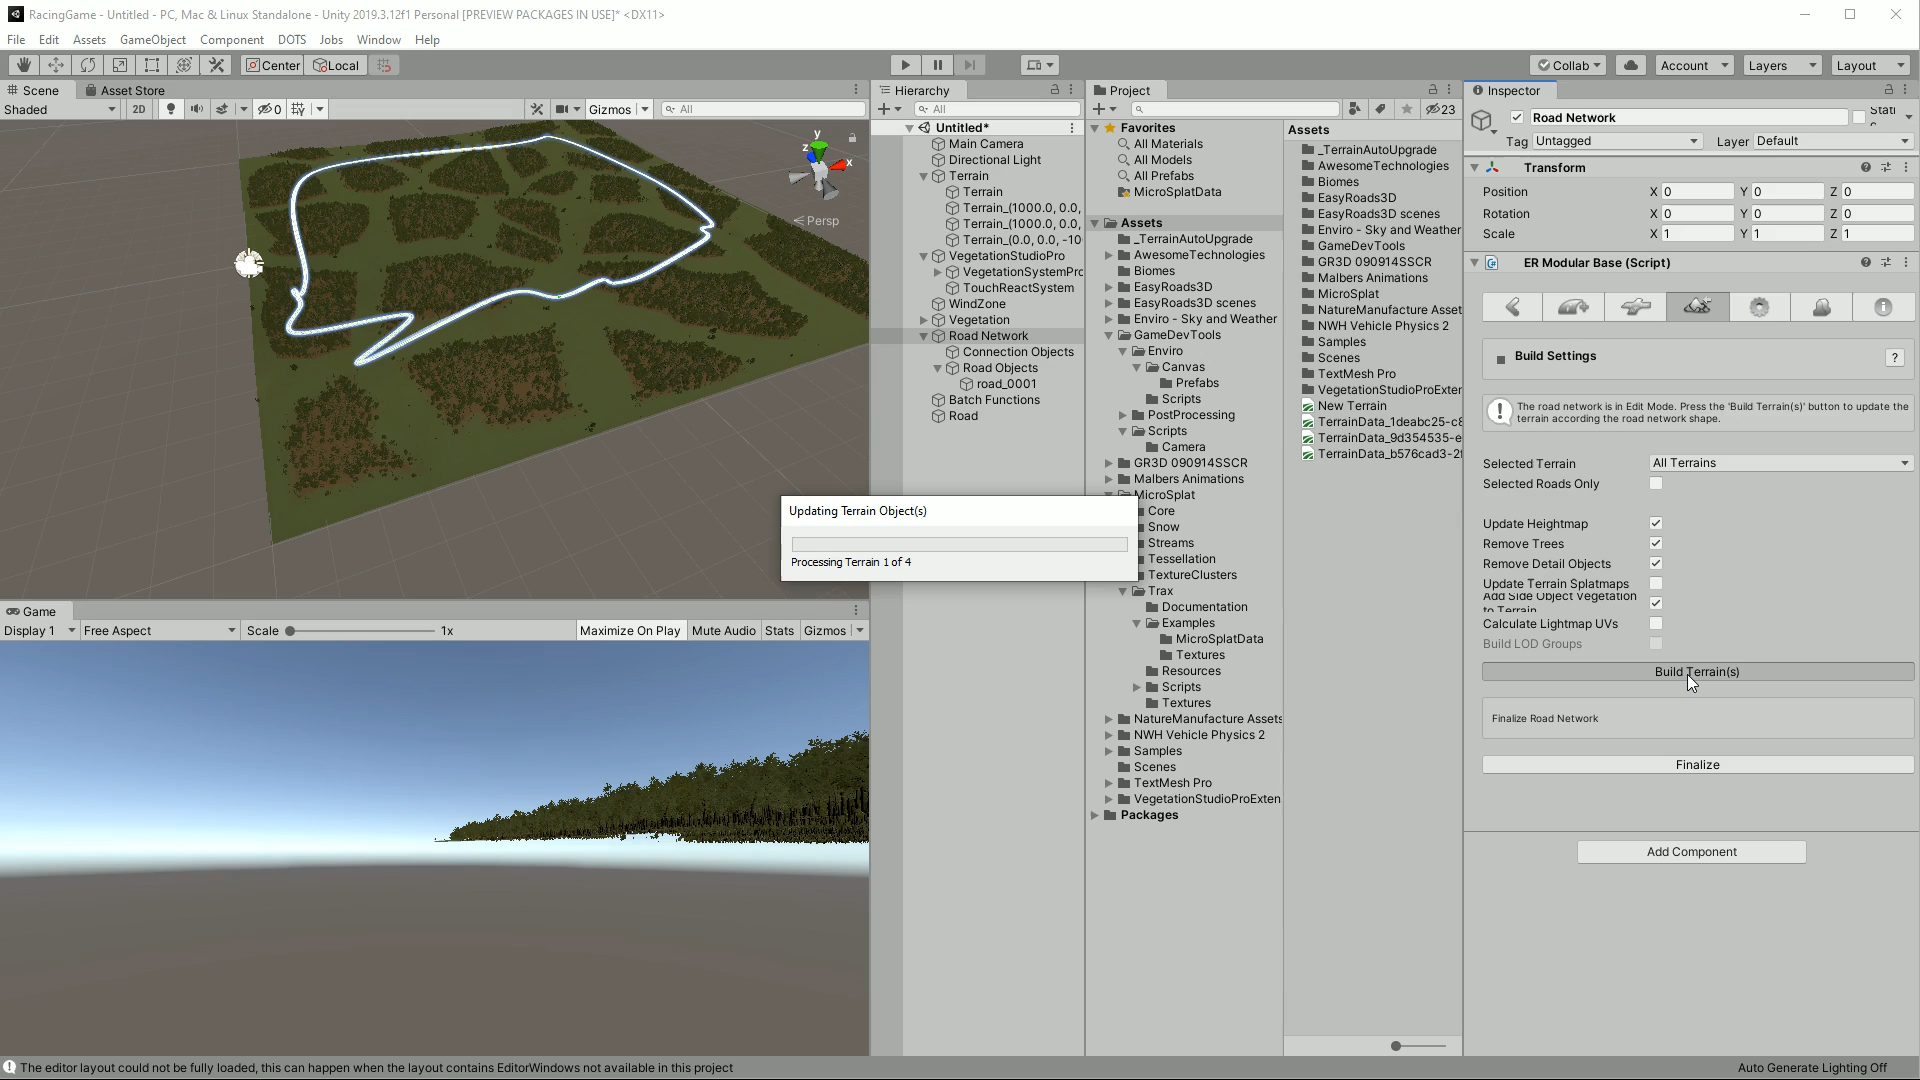 RacingGame - Untitled - PC, Mac & Linux Standalone - Unity 2019.3.12f1 Personal [PREVIEW PACKAGES IN USE]* <DX11>
File Edit Assets GameObject Component DOTS Jobs Window Help
Center Local Collab Account Layers Layout
Scene Asset Store
Shaded 2D 0 Gizmos All
y
z
x
Persp
Game
Display 1 Free Aspect Scale 1x Maximize On Play Mute Audio Stats Gizmos
Hierarchy
All
Untitled*
Main Camera
Directional Light
Terrain
Terrain
Terrain_(1000.0, 0.0,
Terrain_(1000.0, 0.0,
Terrain_(0.0, 0.0, -10
VegetationStudioPro
VegetationSystemPro
TouchReactSystem
WindZone
Vegetation
Road Network
Connection Objects
Road Objects
road_0001
Batch Functions
Road
Updating Terrain Object(s)
Processing Terrain 1 of 4
Project
23
Favorites
All Materials
All Models
All Prefabs
MicroSplatData
Assets
_TerrainAutoUpgrade
AwesomeTechnologies
Biomes
EasyRoads3D
EasyRoads3D scenes
Enviro - Sky and Weather
GameDevTools
Enviro
Canvas
Prefabs
Scripts
PostProcessing
Scripts
Camera
GR3D 090914SSCR
Malbers Animations
MicroSplat
Core
Snow
Streams
Tessellation
TextureClusters
Trax
Documentation
Examples
MicroSplatData
Textures
Resources
Scripts
Textures
NatureManufacture Assets
NWH Vehicle Physics 2
Samples
Scenes
TextMesh Pro
VegetationStudioProExten
Packages
Assets
_TerrainAutoUpgrade
AwesomeTechnologies
Biomes
EasyRoads3D
EasyRoads3D scenes
Enviro - Sky and Weather
GameDevTools
GR3D 090914SSCR
Malbers Animations
MicroSplat
NatureManufacture Asset
NWH Vehicle Physics 2
Samples
Scenes
TextMesh Pro
VegetationStudioProExter
New Terrain
TerrainData_1deabc25-c8
TerrainData_9d354535-e
TerrainData_b576cad3-2f
Inspector
Road Network Stati
Tag Untagged Layer Default
Transform
Position X 0 Y 0 Z 0
Rotation X 0 Y 0 Z 0
Scale X 1 Y 1 Z 1
ER Modular Base (Script)
Build Settings ?
The road network is in Edit Mode. Press the 'Build Terrain(s)' button to update the
terrain according the road network shape.
Selected Terrain All Terrains
Selected Roads Only
Update Heightmap
Remove Trees
Remove Detail Objects
Update Terrain Splatmaps
Add Side Object Vegetation
to Terrain
Calculate Lightmap UVs
Build LOD Groups
Build Terrain(s)
Finalize Road Network
Finalize
Add Component
The editor layout could not be fully loaded, this can happen when the layout contains EditorWindows not available in this project
Auto Generate Lighting Off